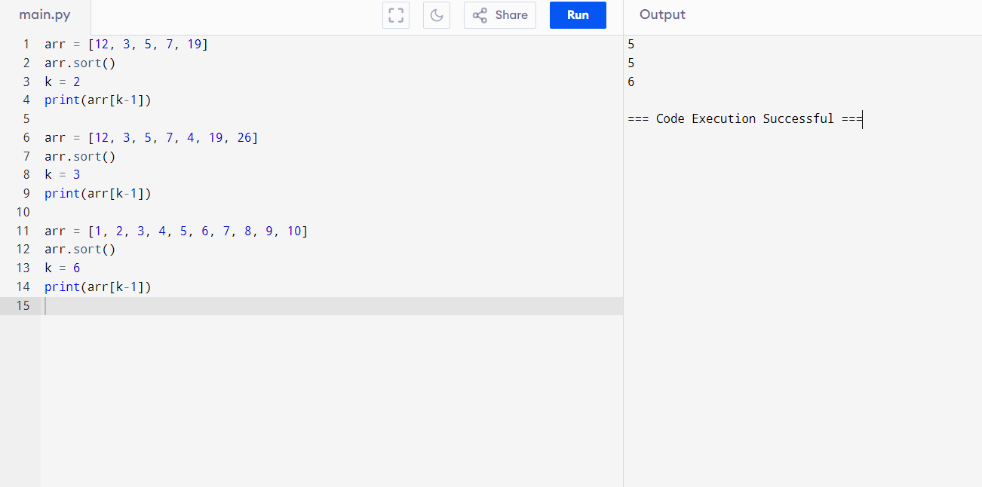 main.py
Share
Run
Output
1 arr = [12, 3, 5, 7, 19]
2 arr.sort()
3 k = 2
4 print(arr[k-1])
5
6 arr = [12, 3, 5, 7, 4, 19, 26]
7 arr.sort()
8 k = 3
9 print(arr[k-1])
10
11 arr = [1, 2, 3, 4, 5, 6, 7, 8, 9, 10]
12 arr.sort()
13 k = 6
14 print(arr[k-1])
15
5
5
6
=== Code Execution Successful ===